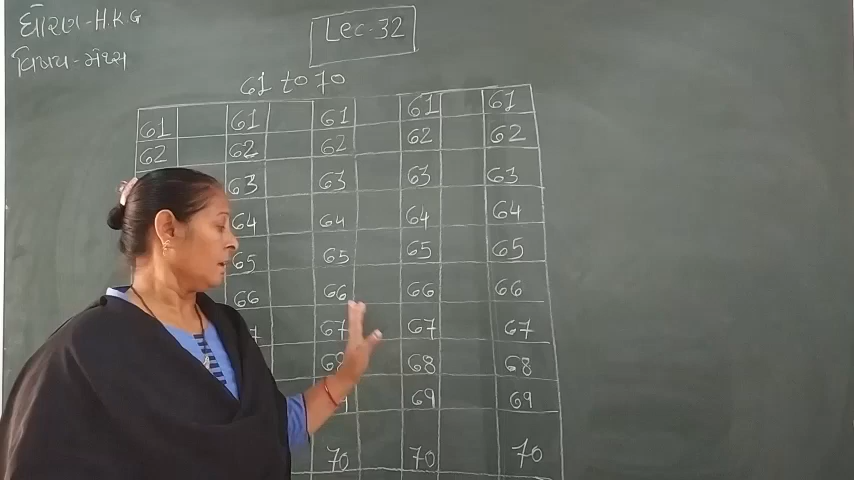 ધોરણ - H.K.G
Lec-32
વિષય - મેથ્સ
61 to 70
61 61 61 61 61
62 62 62 62 62
63 63 63 63
64 64 64 64
65 65 65 65
66 66 66 66
67 67 67
68 68 68
69 69
70 70 70